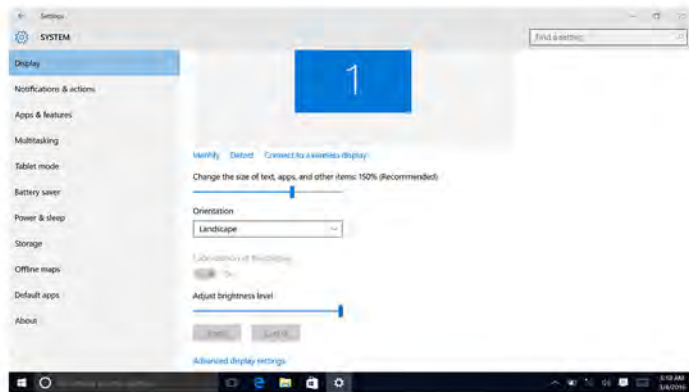 Settings
SYSTEM
Find a setting
Display
Notifications & actions
Apps & features
Multitasking
Tablet mode
Battery saver
Power & sleep
Storage
Offline maps
Default apps
About
1
Identify Detect Connect to a wireless display
Change the size of text, apps, and other items: 150% (Recommended)
Orientation
Landscape
Adjust brightness level
Advanced display settings